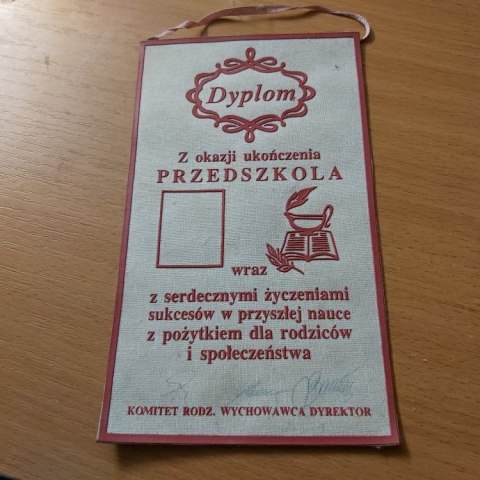 Dyplom
Z okazji ukończenia
PRZEDSZKOLA
wraz
z serdecznymi życzeniami
sukcesów w przyszłej nauce
z pożytkiem dla rodziców
i społeczeństwa
KOMITET RODZ. WYCHOWAWCA DYREKTOR